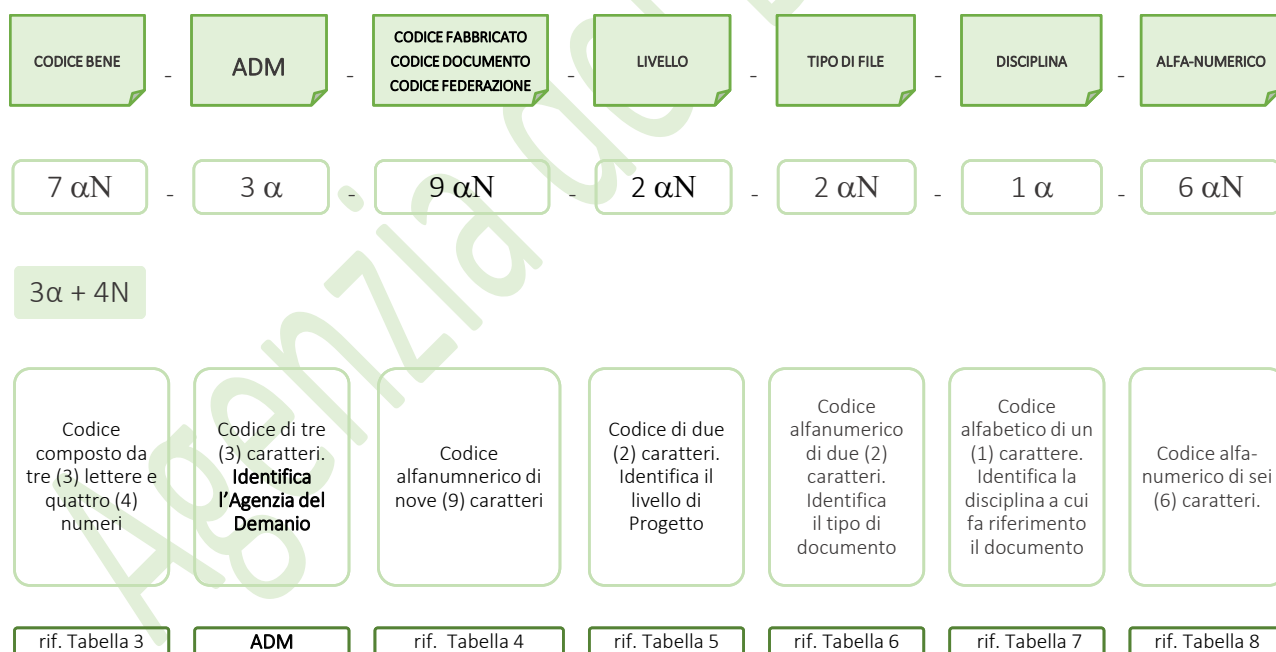 CODICE BENE
-
ADM
-
CODICE FABBRICATO
CODICE DOCUMENTO
CODICE FEDERAZIONE
-
LIVELLO
-
TIPO DI FILE
-
DISCIPLINA
-
ALFA-NUMERICO
7 αN
-
3 α
-
9 αN
-
2 αN
-
2 αN
-
1 α
-
6 αN
3α + 4N
Codice
composto da
tre (3) lettere e
quattro (4)
numeri
Codice di tre
(3) caratteri.
Identifica
l’Agenzia del
Demanio
Codice
alfanumnerico di
nove (9) caratteri
Codice di due
(2) caratteri.
Identifica il
livello di
Progetto
Codice
alfanumerico
di due (2)
caratteri.
Identifica
il tipo di
documento
Codice
alfabetico di un
(1) carattere.
Identifica la
disciplina a cui
fa riferimento
il documento
Codice alfa-
numerico di sei
(6) caratteri.
rif. Tabella 3
ADM
rif. Tabella 4
rif. Tabella 5
rif. Tabella 6
rif. Tabella 7
rif. Tabella 8
Agenzia de